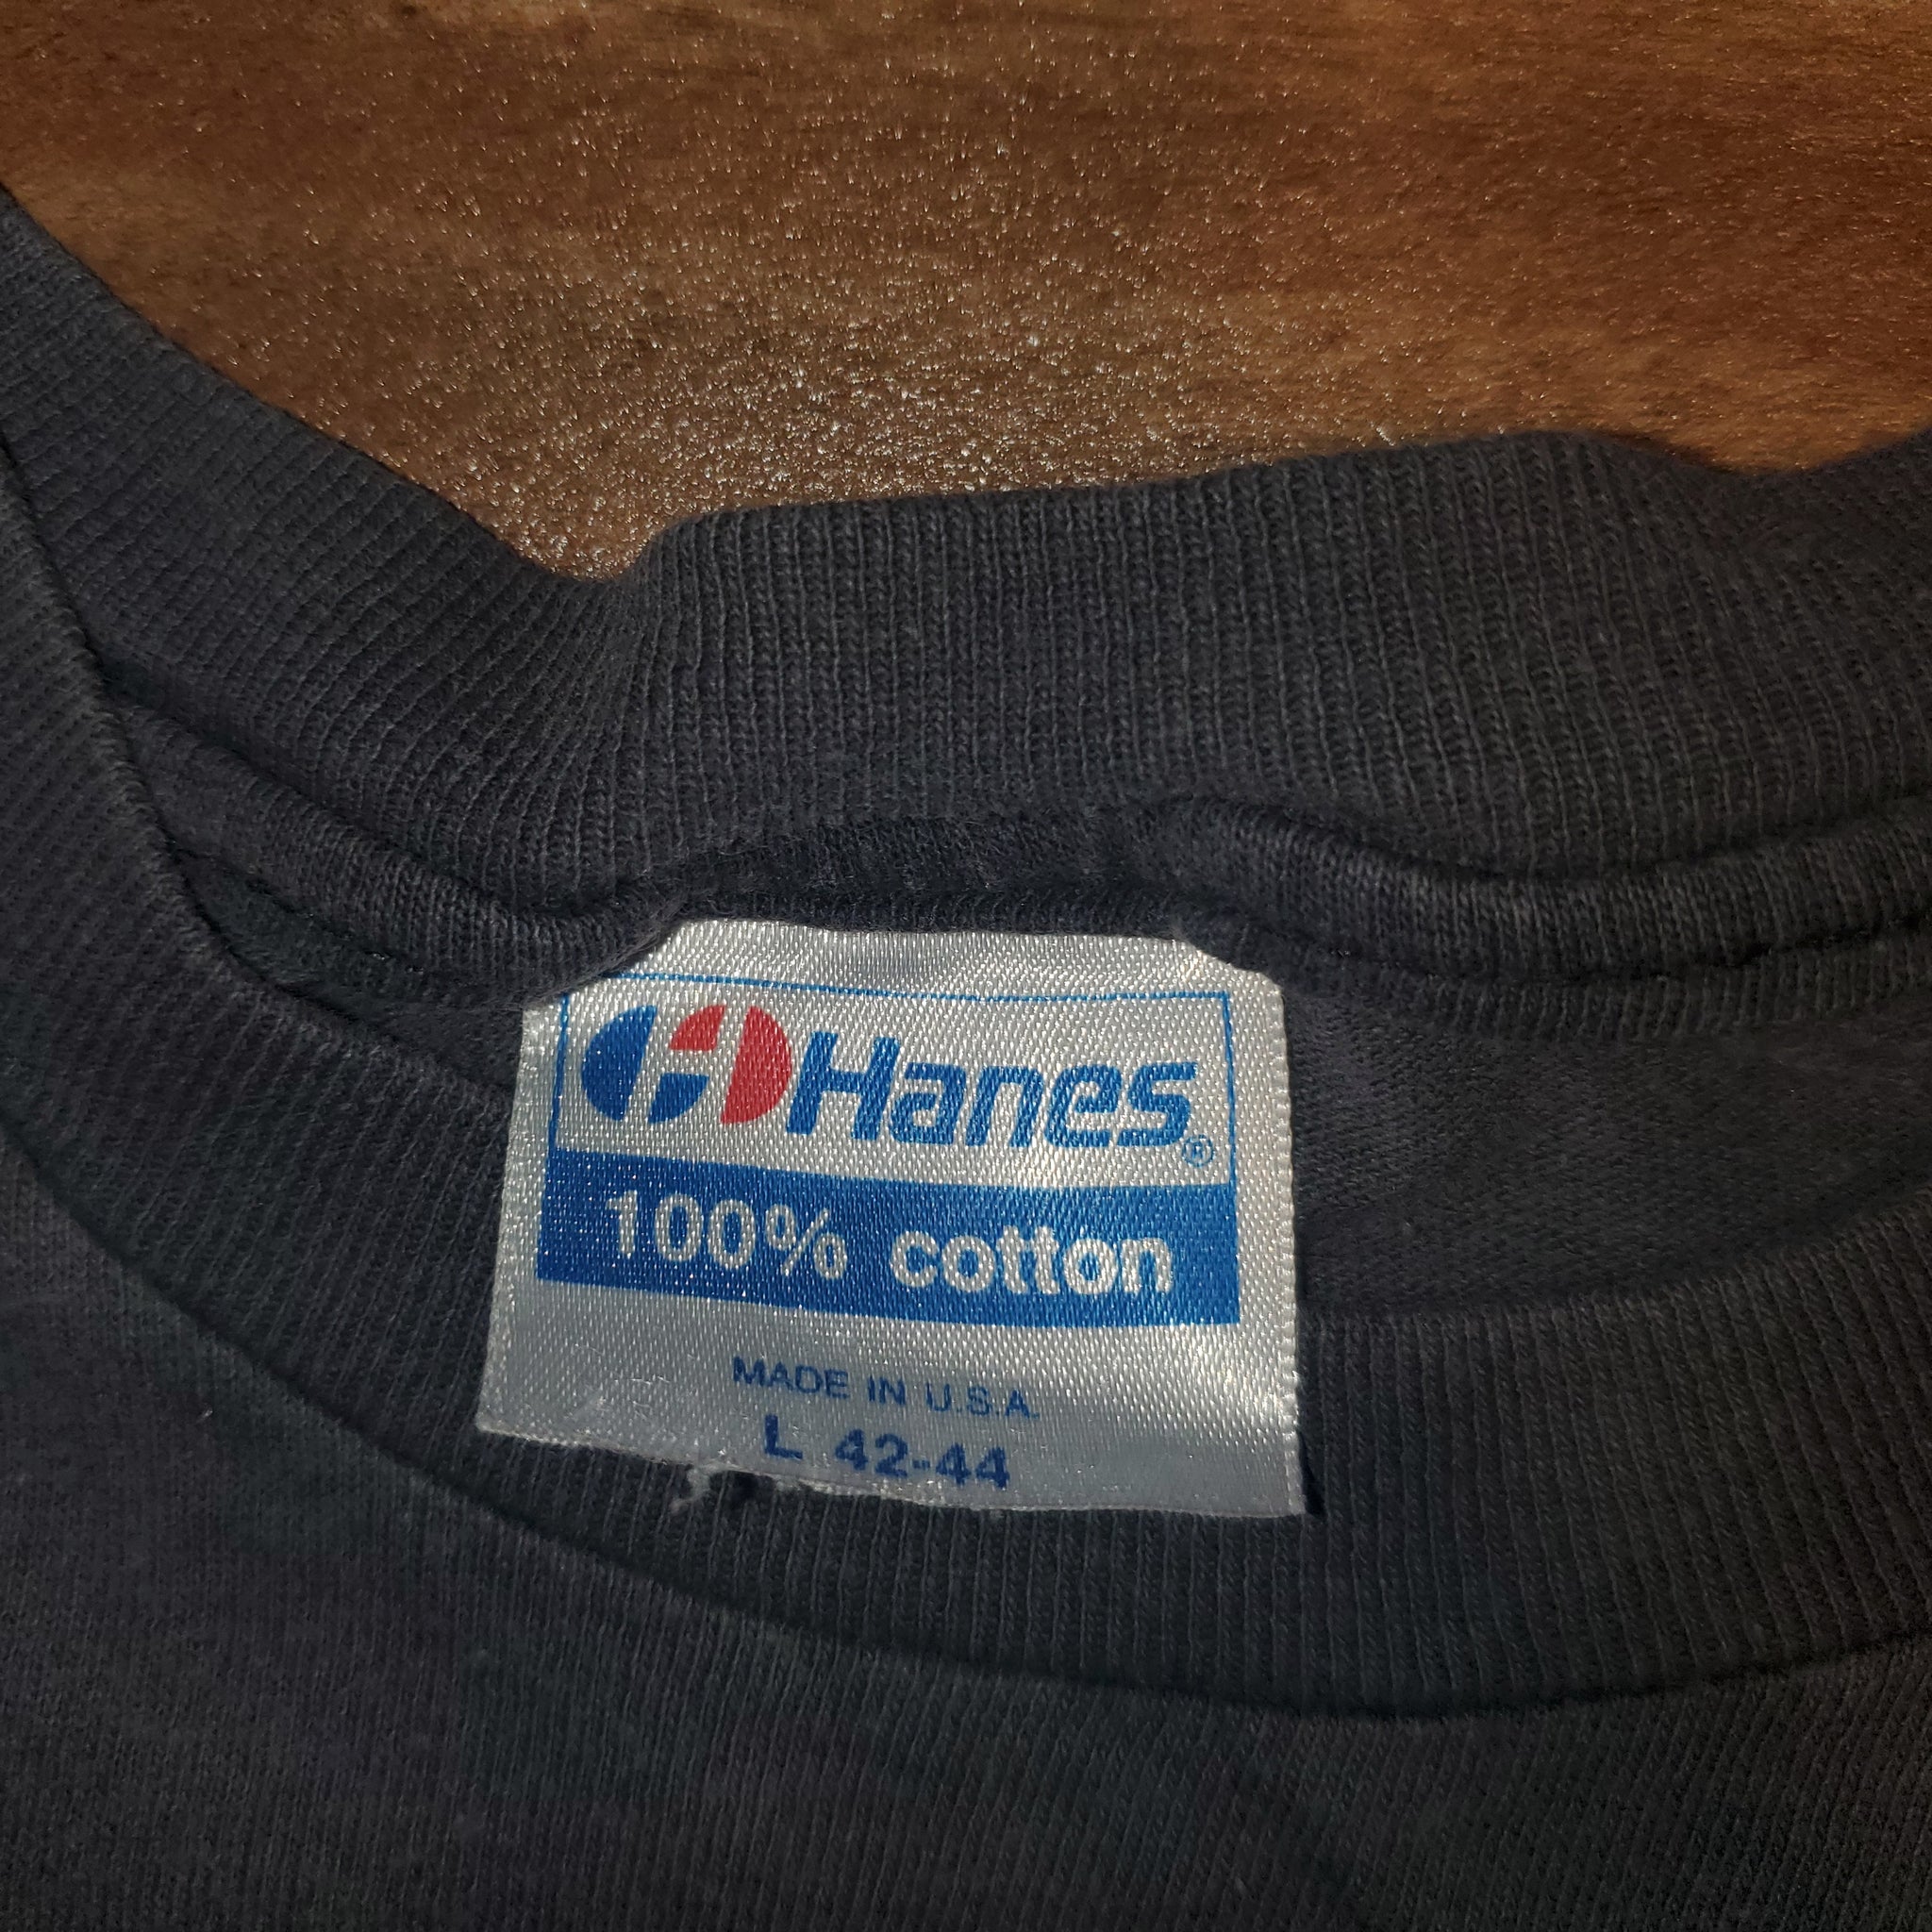 Hanes®
100% cotton
MADE IN U.S.A.
L 42-44